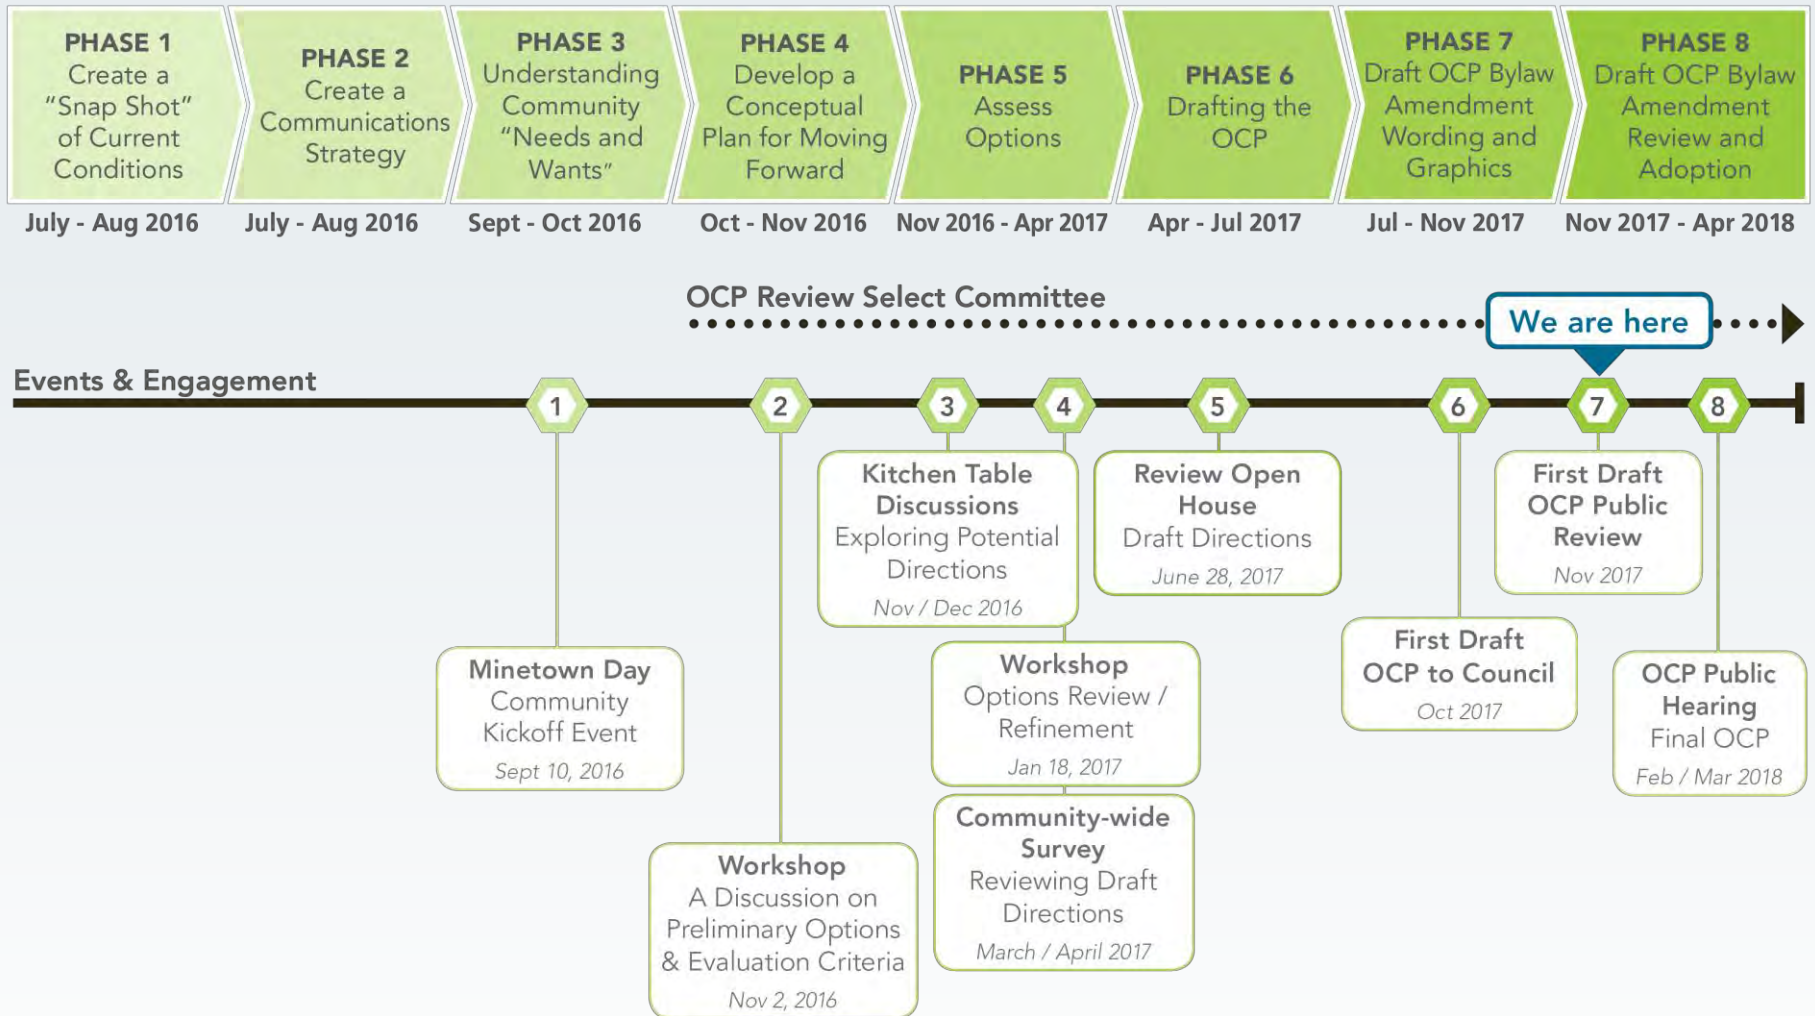 PHASE 1
Create a
“Snap Shot”
of Current
Conditions
July - Aug 2016
PHASE 2
Create a
Communications
Strategy
July - Aug 2016
PHASE 3
Understanding
Community
“Needs and
Wants”
Sept - Oct 2016
PHASE 4
Develop a
Conceptual
Plan for Moving
Forward
Oct - Nov 2016
PHASE 5
Assess
Options
Nov 2016 - Apr 2017
PHASE 6
Drafting the
OCP
Apr - Jul 2017
PHASE 7
Draft OCP Bylaw
Amendment
Wording and
Graphics
Jul - Nov 2017
PHASE 8
Draft OCP Bylaw
Amendment
Review and
Adoption
Nov 2017 - Apr 2018
OCP Review Select Committee
We are here
Events & Engagement
1
Minetown Day
Community
Kickoff Event
Sept 10, 2016
2
Workshop
A Discussion on
Preliminary Options
& Evaluation Criteria
Nov 2, 2016
3
Kitchen Table
Discussions
Exploring Potential
Directions
Nov / Dec 2016
4
Workshop
Options Review /
Refinement
Jan 18, 2017
Community-wide
Survey
Reviewing Draft
Directions
March / April 2017
5
Review Open
House
Draft Directions
June 28, 2017
6
First Draft
OCP to Council
Oct 2017
7
First Draft
OCP Public
Review
Nov 2017
8
OCP Public
Hearing
Final OCP
Feb / Mar 2018